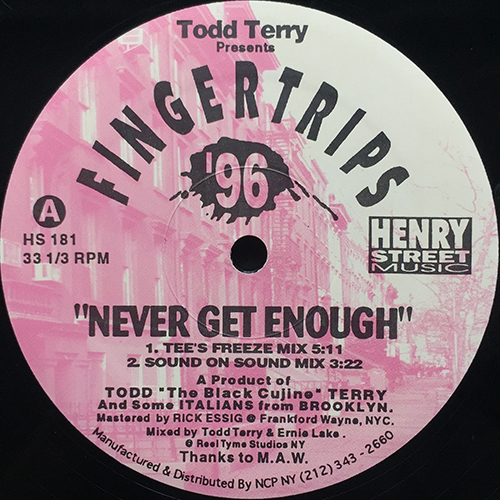 Todd Terry
Presents
FINGERTRIPS
'96
A
HS 181
33 1/3 RPM
HENRY
STREET
MUSIC
"NEVER GET ENOUGH"
1. TEE'S FREEZE MIX 5:11
2. SOUND ON SOUND MIX 3:22
A Product of
TODD "The Black Cujine" TERRY
And Some ITALIANS from BROOKLYN.
Mastered by RICK ESSIG @ Frankford Wayne, NYC.
Mixed by Todd Terry & Ernie Lake .
@ Reel Tyme Studios NY
Thanks to M.A.W.
Manufactured & Distributed By NCP NY (212) 343 - 2660